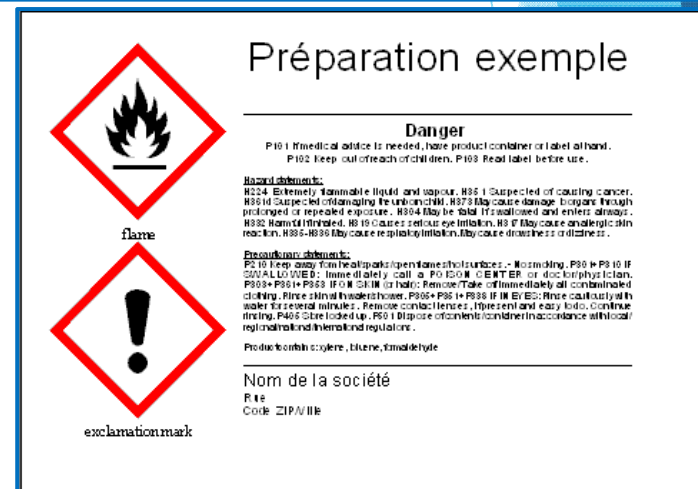 Préparation exemple
Danger
P101 If medical advice is needed, have product container or label at hand.
P102 Keep out of reach of children. P103 Read label before use.
Hazard statements:
H224 Extremely flammable liquid and vapour. H351 Suspected of causing cancer.
H361d Suspected of damaging the unborn child. H373 May cause damage to organs through
prolonged or repeated exposure. H304 May be fatal if swallowed and enters airways.
H332 Harmful if inhaled. H319 Causes serious eye irritation. H317 May cause an allergic skin
reaction. H335-H336 May cause respiratory irritation. May cause drowsiness or dizziness.
flame
Precautionary statements:
P210 Keep away from heat/sparks/open flames/hot surfaces. - No smoking. P301+P310 IF
SWALLOWED: Immediately call a POISON CENTER or doctor/physician.
P303+P361+P353 IF ON SKIN (or hair): Remove/Take off immediately all contaminated
clothing. Rinse skin with water/shower. P305+P351+P338 IF IN EYES: Rinse cautiously with
water for several minutes. Remove contact lenses, if present and easy to do. Continue
rinsing. P405 Store locked up. P501 Dispose of contents/container in accordance with local/
regional/national/international regulations.
Product contains: xylene, toluene, formaldehyde
Nom de la société
Rue
Code ZIP/Ville
exclamation mark